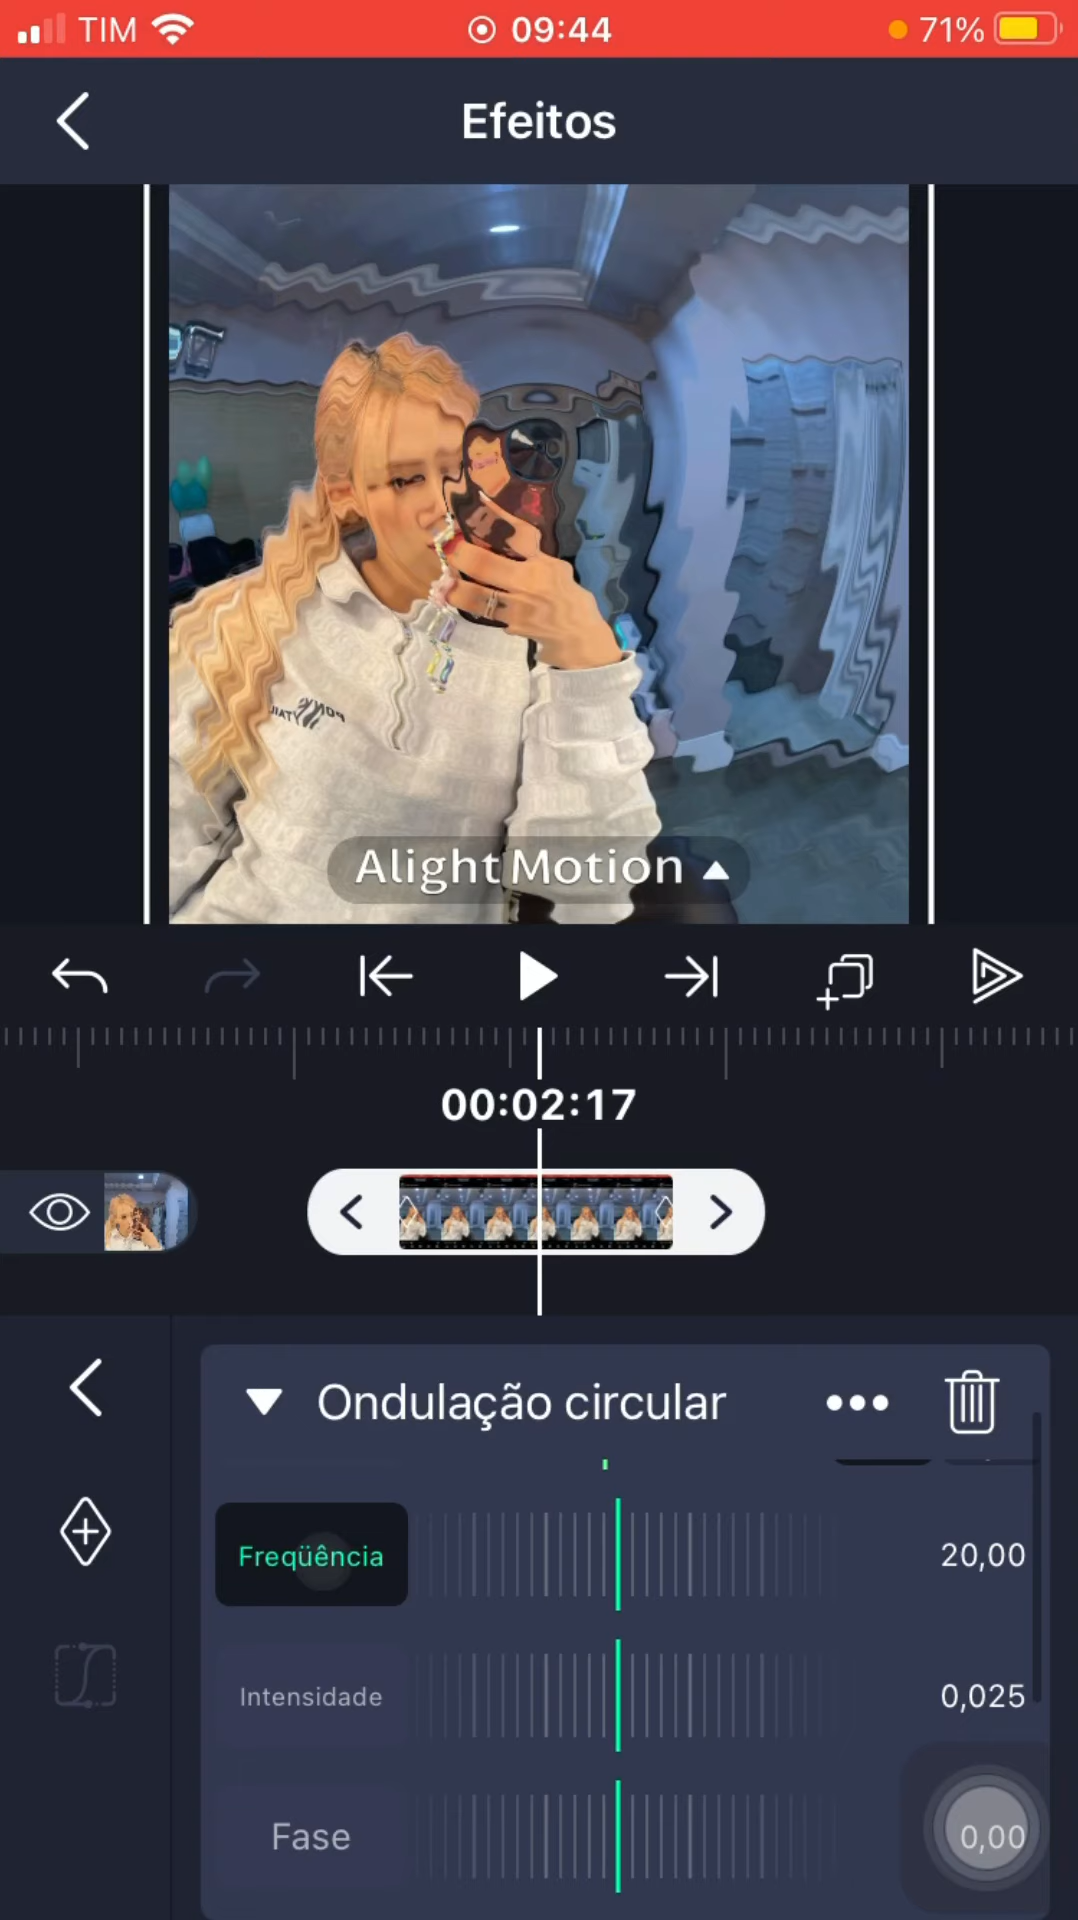 TIM
09:44
71%
Efeitos
Alight Motion
00:02:17
Ondulação circular
Freqüência
20,00
Intensidade
0,025
Fase
0,00